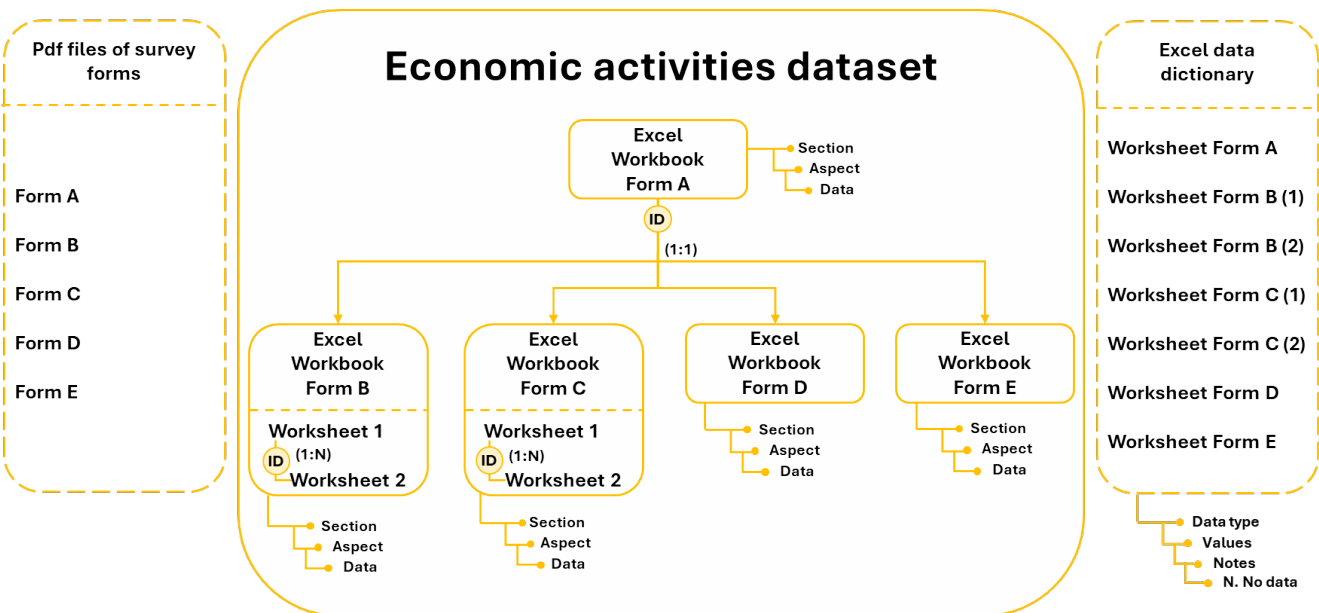 Pdf files of survey
forms
Form A
Form B
Form C
Form D
Form E
Economic activities dataset
Excel
Workbook
Form A
Section
Aspect
Data
ID
(1:1)
Excel
Workbook
Form B
Worksheet 1
ID
(1:N)
Worksheet 2
Section
Aspect
Data
Excel
Workbook
Form C
Worksheet 1
ID
(1:N)
Worksheet 2
Section
Aspect
Data
Excel
Workbook
Form D
Section
Aspect
Data
Excel
Workbook
Form E
Section
Aspect
Data
Excel data
dictionary
Worksheet Form A
Worksheet Form B (1)
Worksheet Form B (2)
Worksheet Form C (1)
Worksheet Form C (2)
Worksheet Form D
Worksheet Form E
Data type
Values
Notes
N. No data